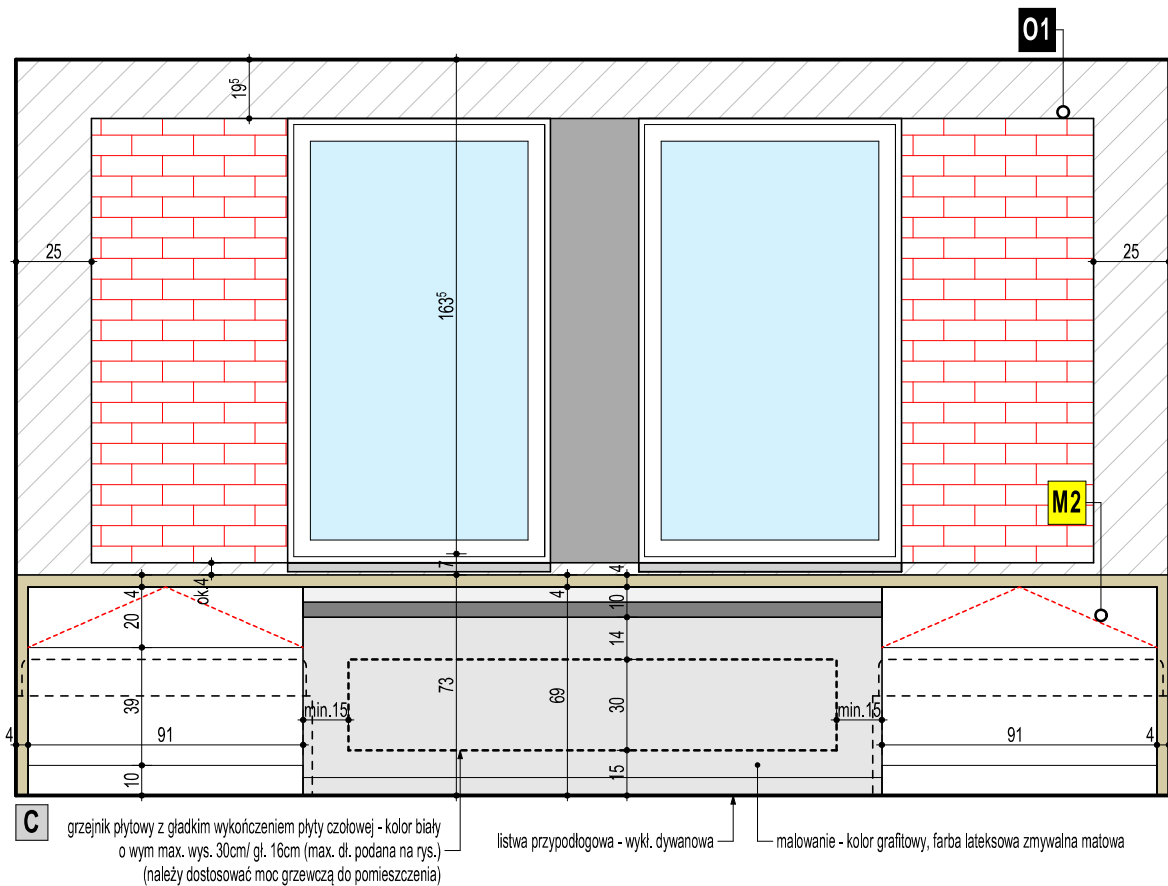 O1
19⁵
25
25
163⁵
M2
7
ok.4
4
4
4
10
20
14
39
73
69
30
min.15
min.15
4
91
91
4
10
15
C
grzejnik płytowy z gładkim wykończeniem płyty czołowej - kolor biały
o wym max. wys. 30cm/ gł. 16cm (max. dł. podana na rys.)
(należy dostosować moc grzewczą do pomieszczenia)
listwa przypodłogowa - wykł. dywanowa
malowanie - kolor grafitowy, farba lateksowa zmywalna matowa